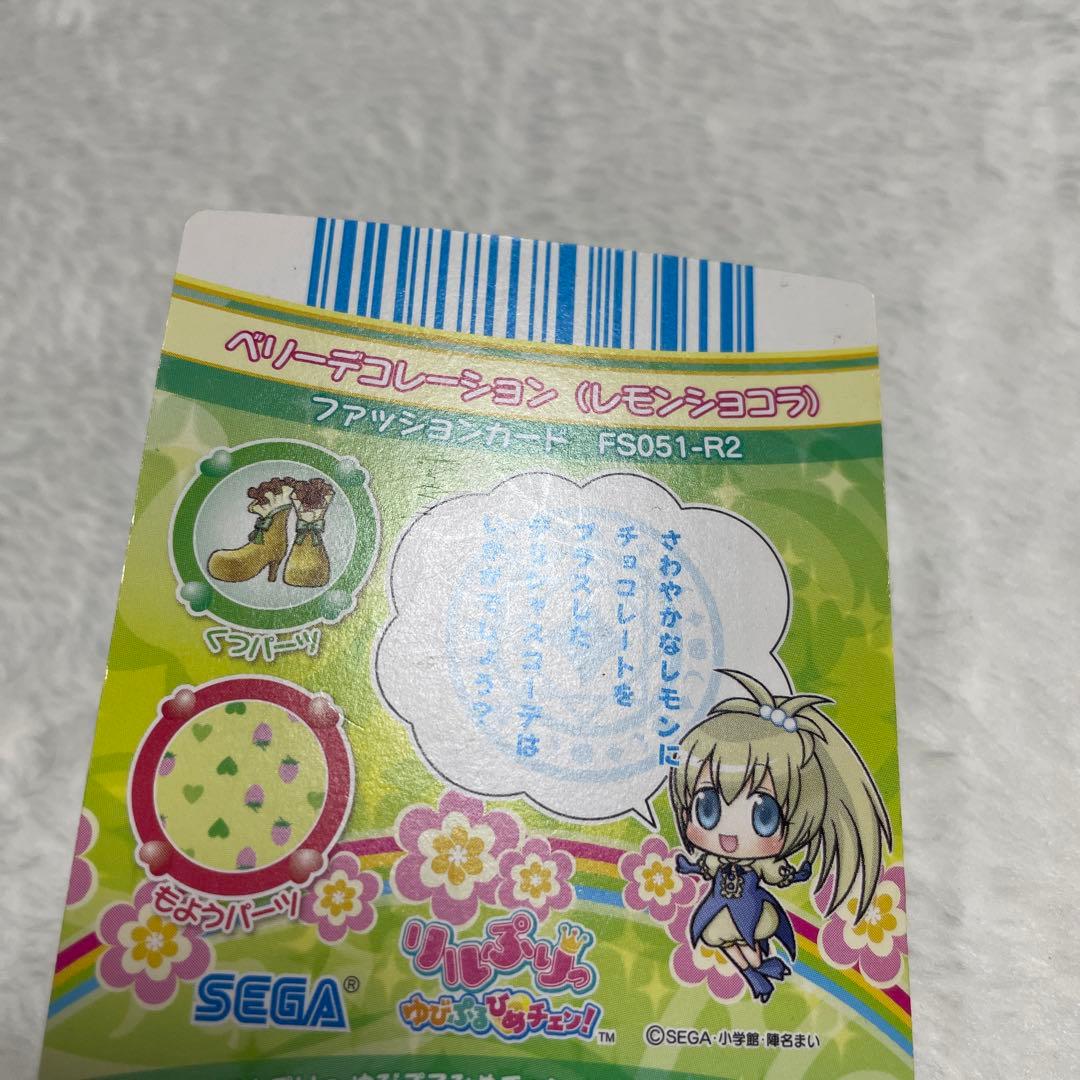 ベリーデコレーション（レモンショコラ）
ファッションカード FS051-R2
さわやかなレモンに
チョコレートを
プラスした
デリシャスコーデは
いかがでしょう？
くつパーツ
もようパーツ
SEGA®
リルぷりっ
ゆびぷるひめチェン!™
©SEGA・小学館・陣名まい